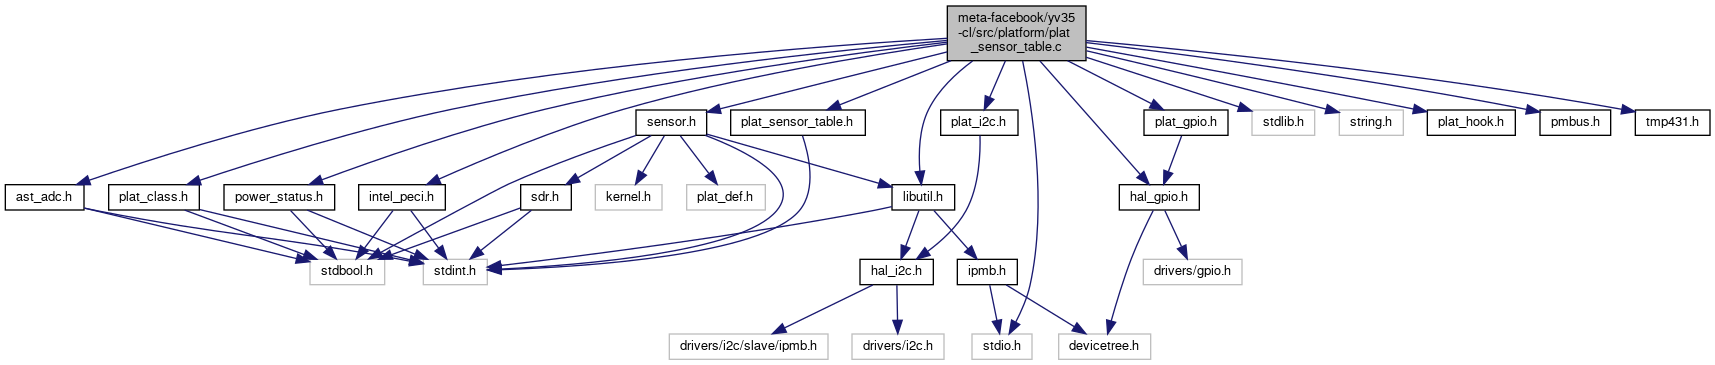 meta-facebook/yv35
-cl/src/platform/plat
_sensor_table.c
sensor.h
plat_sensor_table.h
plat_i2c.h
plat_gpio.h
stdlib.h
string.h
plat_hook.h
pmbus.h
tmp431.h
ast_adc.h
plat_class.h
power_status.h
intel_peci.h
sdr.h
kernel.h
plat_def.h
libutil.h
hal_gpio.h
stdbool.h
stdint.h
hal_i2c.h
ipmb.h
drivers/gpio.h
drivers/i2c/slave/ipmb.h
drivers/i2c.h
stdio.h
devicetree.h